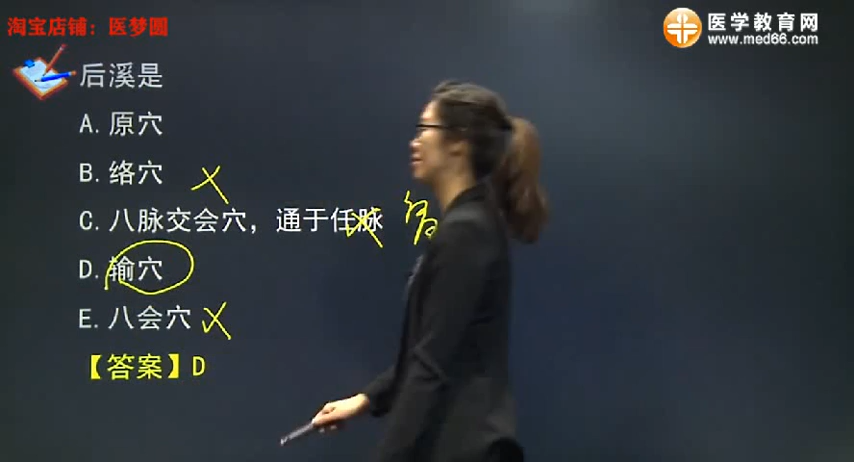 淘宝店铺：医梦圆
医学教育网
www.med66.com
后溪是
A. 原穴
B. 络穴
C. 八脉交会穴，通于任脉
D. 输穴
E. 八会穴
【答案】D